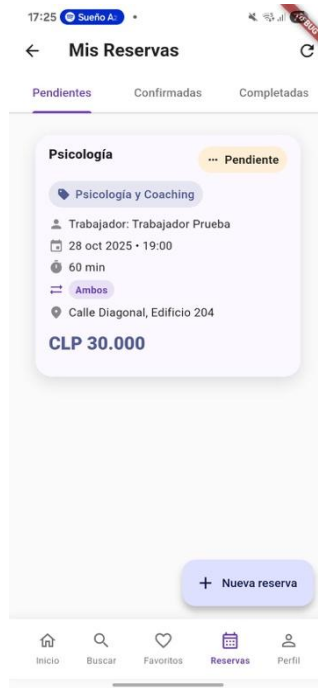 17:25 Sueño A
Mis Reservas
Pendientes Confirmadas Completadas
Psicología
Pendiente
Psicología y Coaching
Trabajador: Trabajador Prueba
28 oct 2025 • 19:00
60 min
Ambos
Calle Diagonal, Edificio 204
CLP 30.000
+ Nueva reserva
Inicio Buscar Favoritos Reservas Perfil